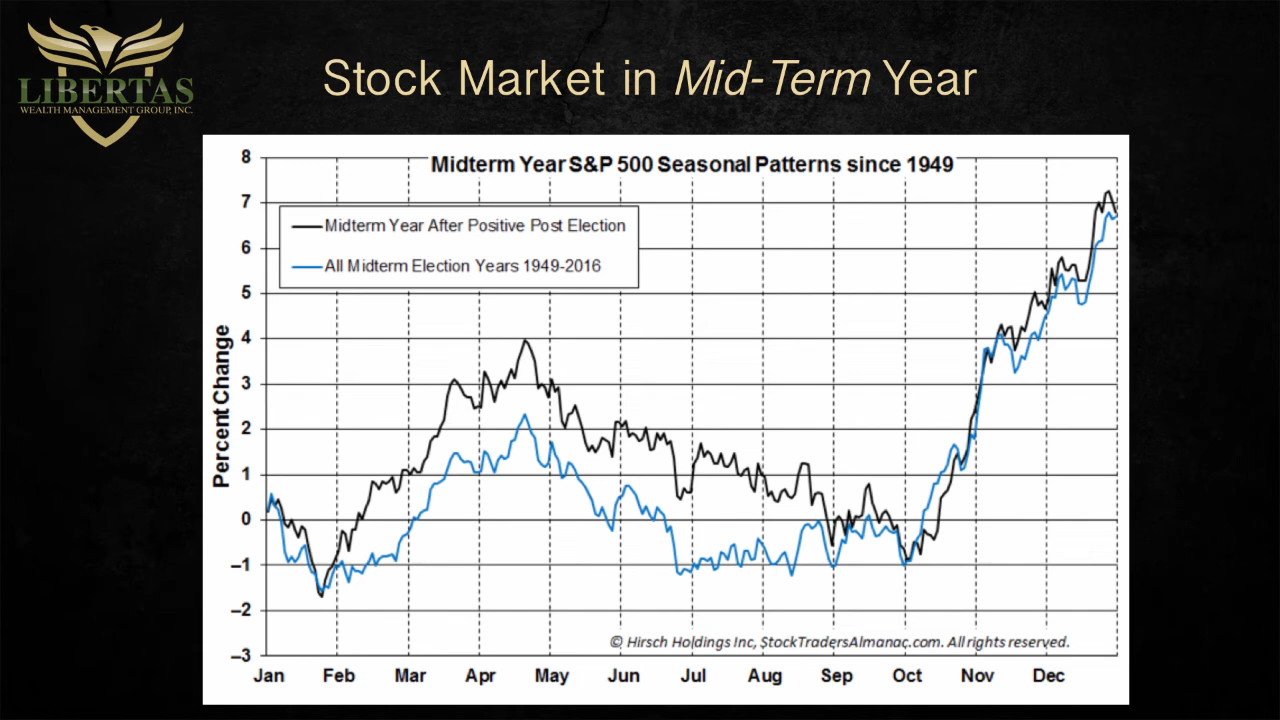 LIBERTAS
WEALTH MANAGEMENT GROUP, INC.
Stock Market in Mid-Term Year
Midterm Year S&P 500 Seasonal Patterns since 1949
Midterm Year After Positive Post Election
All Midterm Election Years 1949-2016
Percent Change
8
7
6
5
4
3
2
1
0
–1
–2
–3
© Hirsch Holdings Inc, StockTradersAlmanac.com. All rights reserved.
Jan Feb Mar Apr May Jun Jul Aug Sep Oct Nov Dec